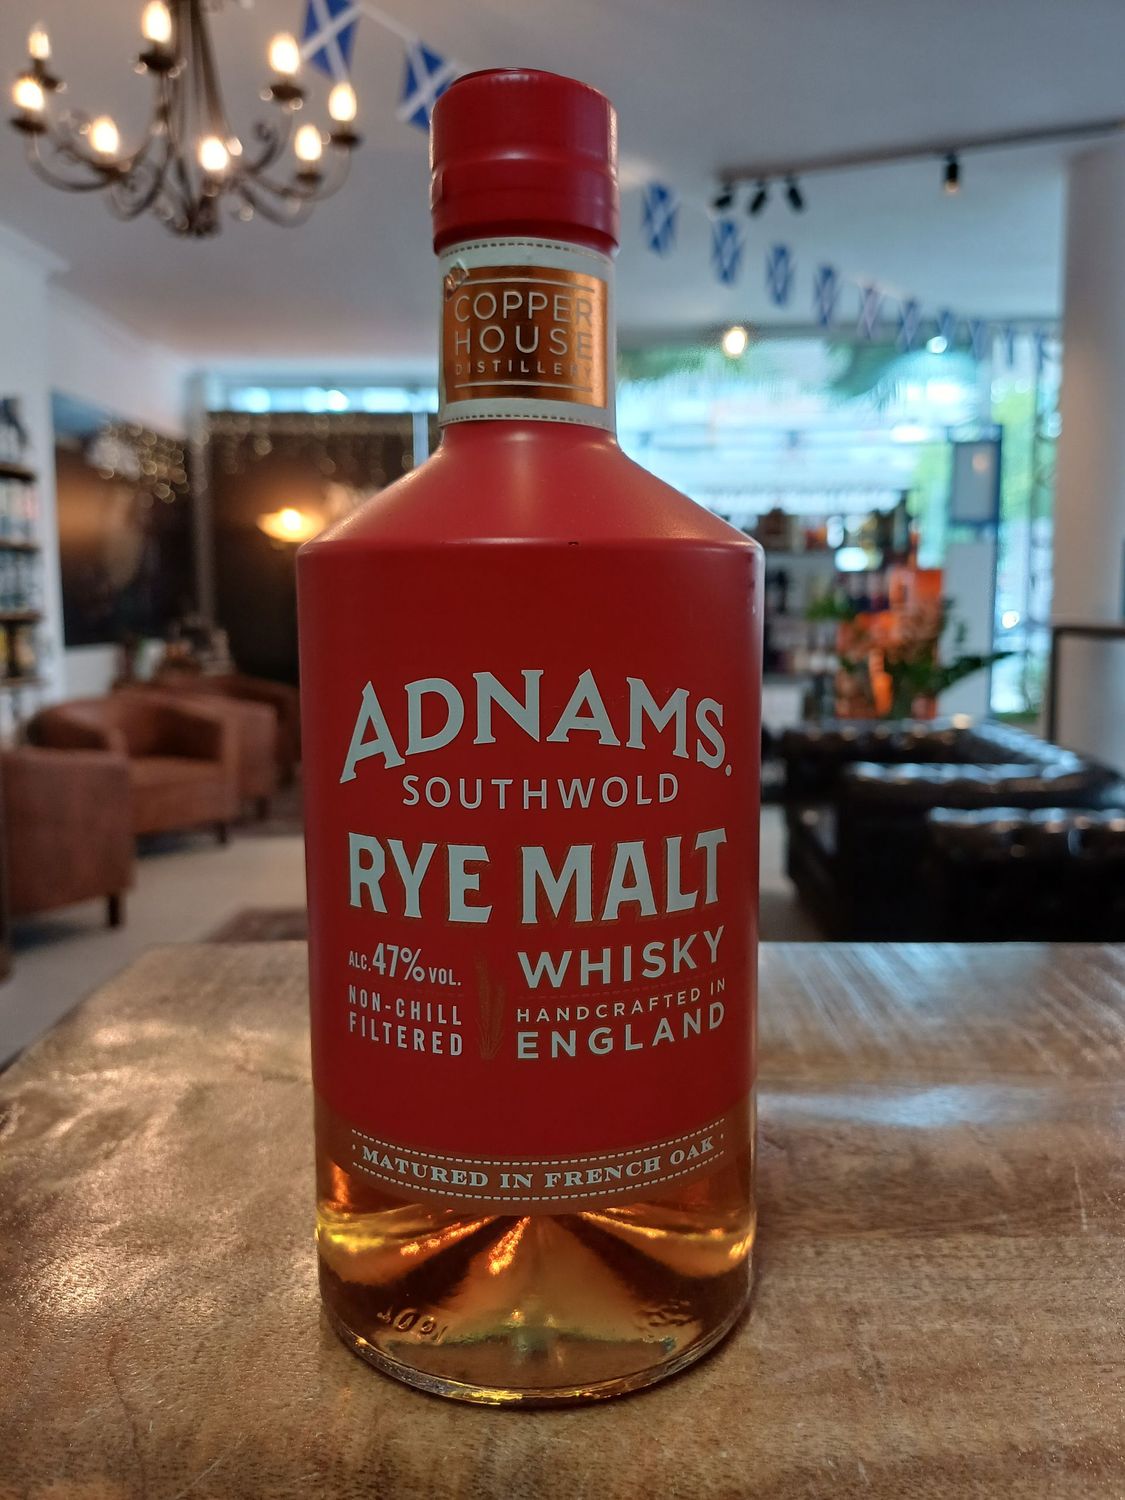 COPPER
HOUSE
DISTILLERY
ADNAMS.
SOUTHWOLD
RYE MALT
ALC. 47% VOL.
NON-CHILL
FILTERED
WHISKY
HANDCRAFTED IN
ENGLAND
· MATURED IN FRENCH OAK ·